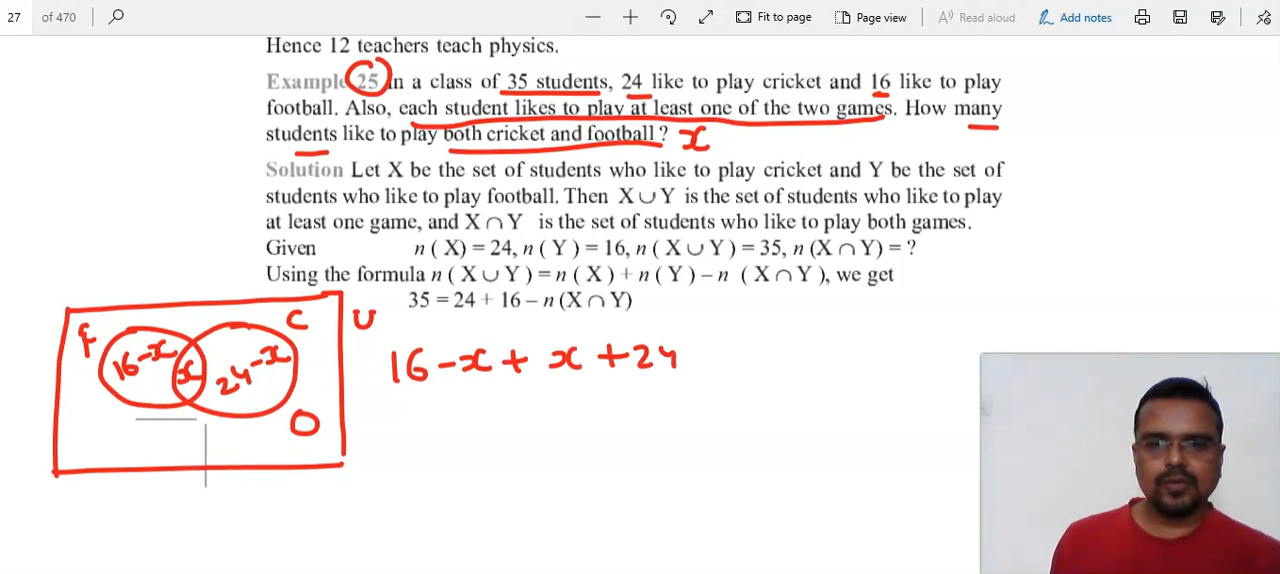 27 of 470 Fit to page Page view Read aloud Add notes
Hence 12 teachers teach physics.
Example 25 In a class of 35 students, 24 like to play cricket and 16 like to play
football. Also, each student likes to play at least one of the two games. How many
students like to play both cricket and football ? x
Solution Let X be the set of students who like to play cricket and Y be the set of
students who like to play football. Then X ∪ Y is the set of students who like to play
at least one game, and X ∩ Y is the set of students who like to play both games.
Given n ( X) = 24, n ( Y ) = 16, n ( X ∪ Y ) = 35, n (X ∩ Y) = ?
Using the formula n ( X ∪ Y ) = n ( X ) + n ( Y ) – n ( X ∩ Y ), we get
35 = 24 + 16 – n (X ∩ Y)
f C U
16-x x 24-x 16-x + x + 24
0